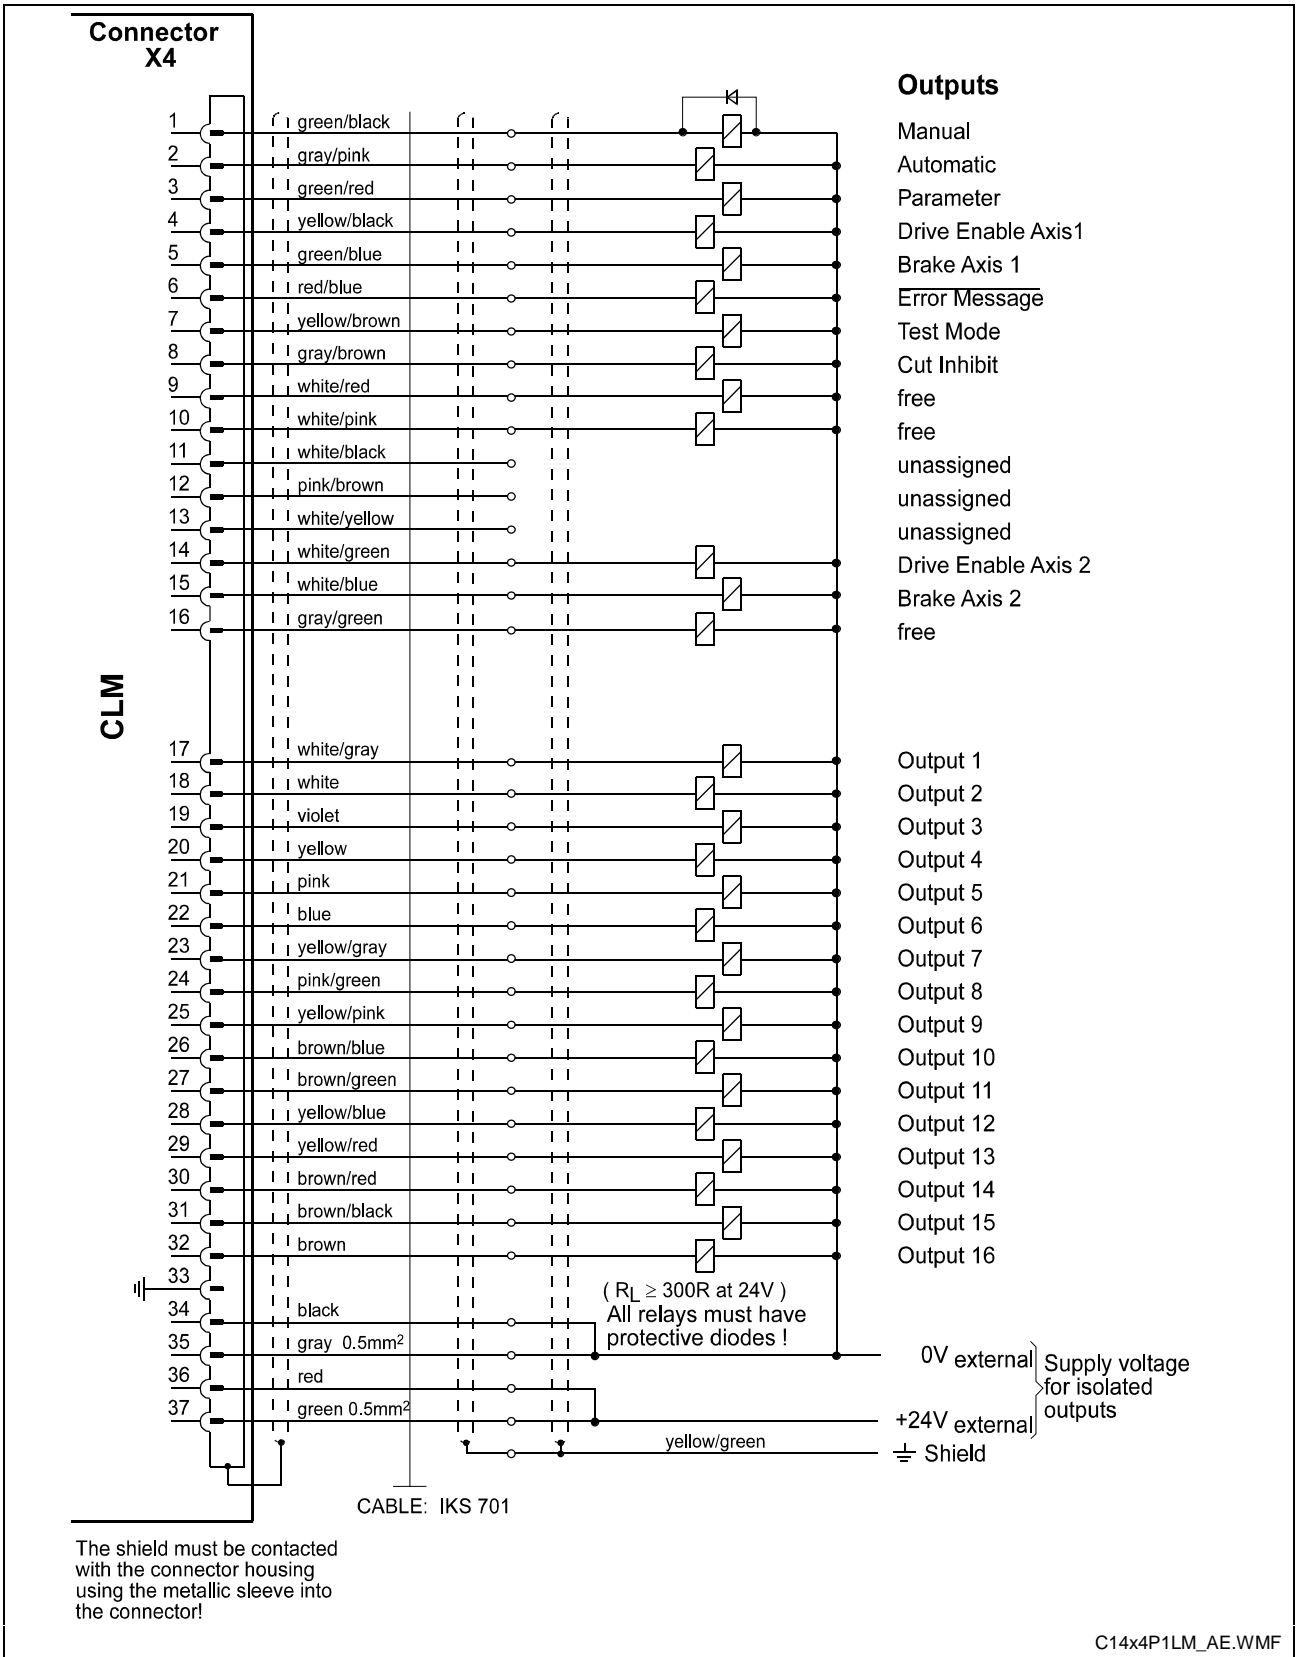 Connector
X4
Outputs
1 green/black Manual
2 gray/pink Automatic
3 green/red Parameter
4 yellow/black Drive Enable Axis1
5 green/blue Brake Axis 1
6 red/blue Error Message
7 yellow/brown Test Mode
8 gray/brown Cut Inhibit
9 white/red free
10 white/pink free
11 white/black unassigned
12 pink/brown unassigned
13 white/yellow unassigned
14 white/green Drive Enable Axis 2
15 white/blue Brake Axis 2
16 gray/green free
CLM
17 white/gray Output 1
18 white Output 2
19 violet Output 3
20 yellow Output 4
21 pink Output 5
22 blue Output 6
23 yellow/gray Output 7
24 pink/green Output 8
25 yellow/pink Output 9
26 brown/blue Output 10
27 brown/green Output 11
28 yellow/blue Output 12
29 yellow/red Output 13
30 brown/red Output 14
31 brown/black Output 15
32 brown Output 16
33
( RL ≥ 300R at 24V )
All relays must have
protective diodes !
34 black
35 gray 0.5mm²
0V external
36 red
37 green 0.5mm²
+24V external
Supply voltage
for isolated
outputs
yellow/green
Shield
CABLE: IKS 701
The shield must be contacted
with the connector housing
using the metallic sleeve into
the connector!
C14x4P1LM_AE.WMF